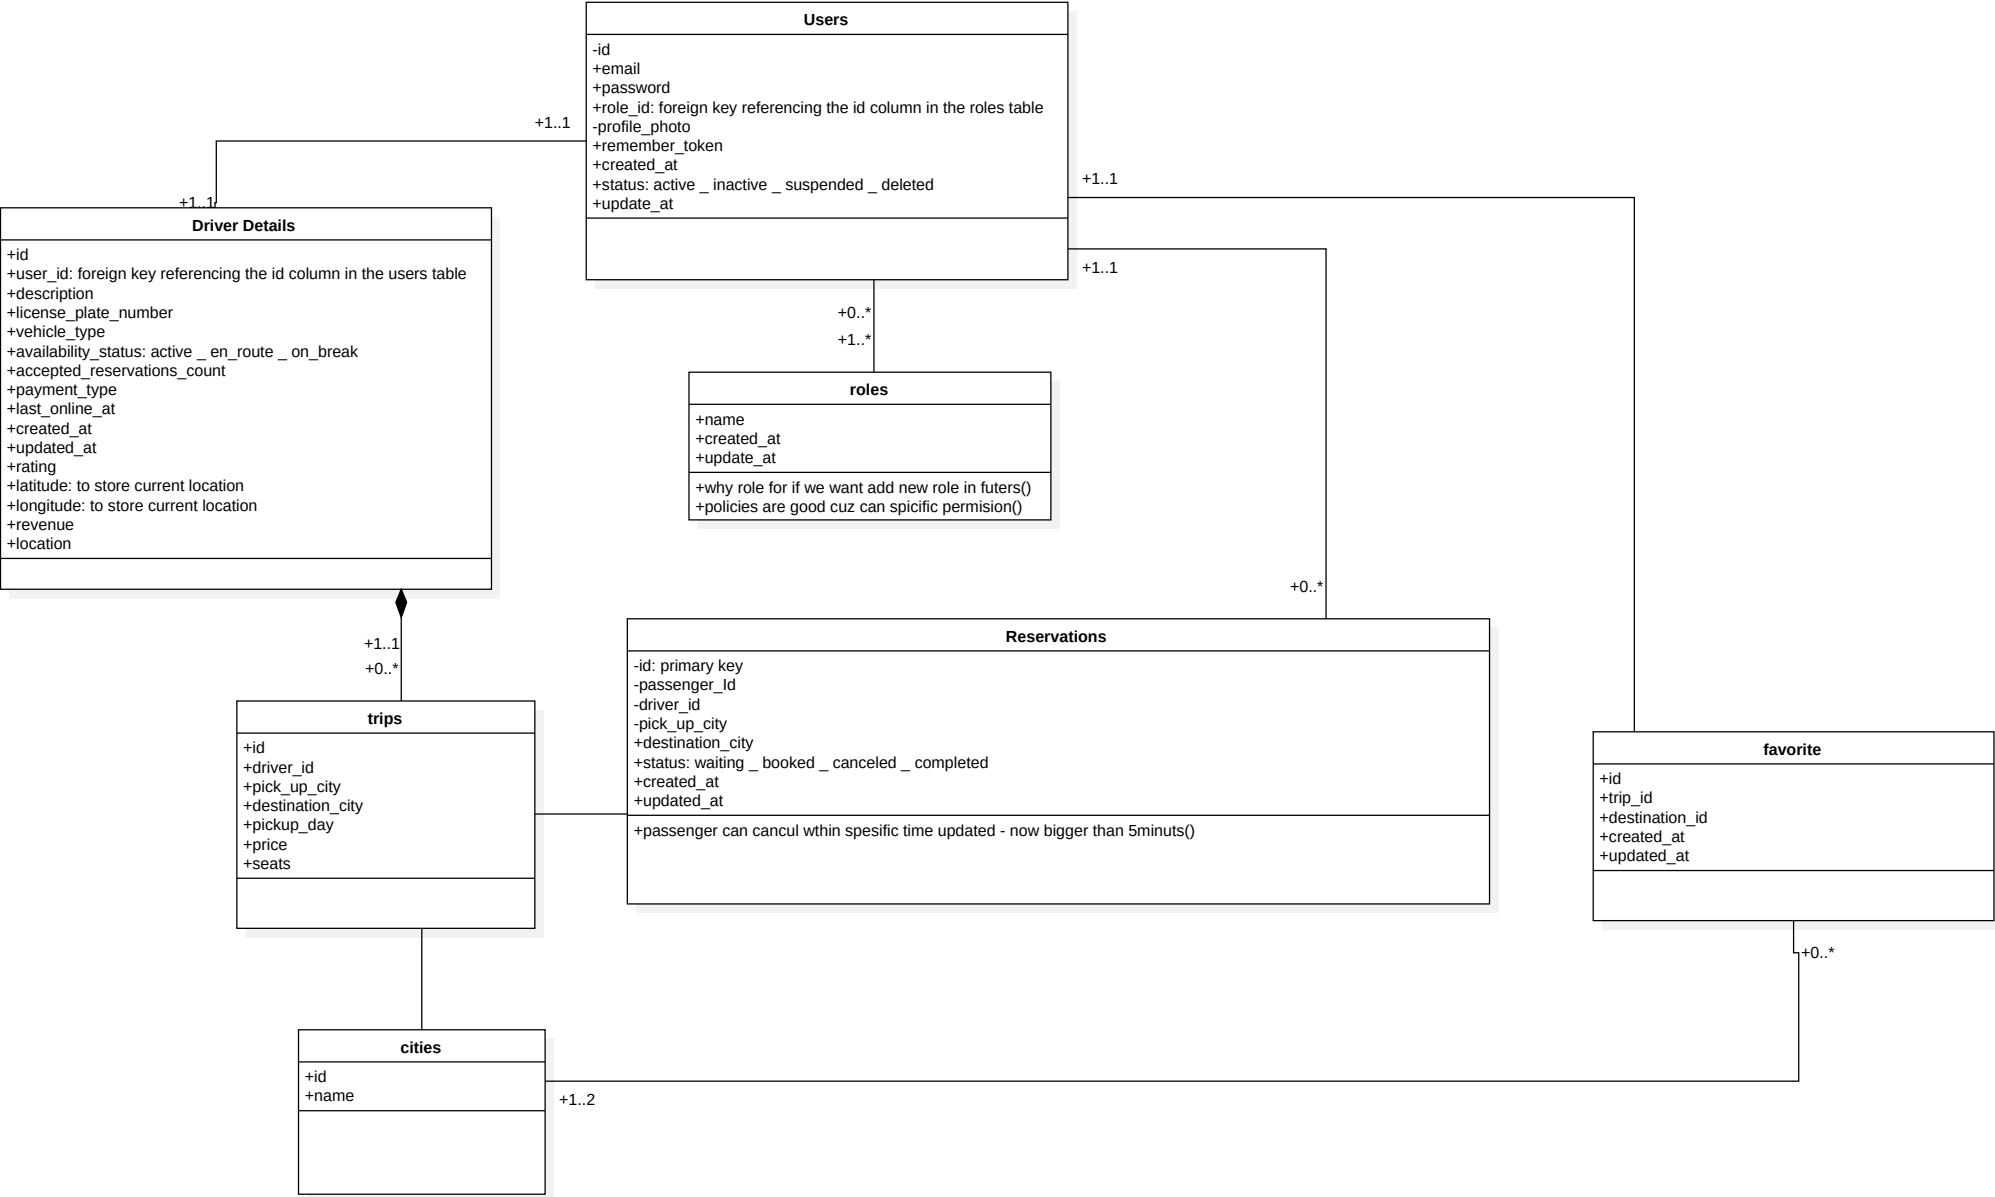 Users
-id
+email
+password
+role_id: foreign key referencing the id column in the roles table
-profile_photo
+remember_token
+created_at
+status: active _ inactive _ suspended _ deleted
+update_at
+1..1
+1..1
+1..1
+1..1
Driver Details
+id
+user_id: foreign key referencing the id column in the users table
+description
+license_plate_number
+vehicle_type
+availability_status: active _ en_route _ on_break
+accepted_reservations_count
+payment_type
+last_online_at
+created_at
+updated_at
+rating
+latitude: to store current location
+longitude: to store current location
+revenue
+location
+0..*
+1..*
roles
+name
+created_at
+update_at
+why role for if we want add new role in futers()
+policies are good cuz can spicific permision()
+0..*
+1..1
+0..*
Reservations
-id: primary key
-passenger_Id
-driver_id
-pick_up_city
+destination_city
+status: waiting _ booked _ canceled _ completed
+created_at
+updated_at
+passenger can cancul wthin spesific time updated - now bigger than 5minuts()
trips
+id
+driver_id
+pick_up_city
+destination_city
+pickup_day
+price
+seats
favorite
+id
+trip_id
+destination_id
+created_at
+updated_at
+0..*
cities
+id
+name
+1..2